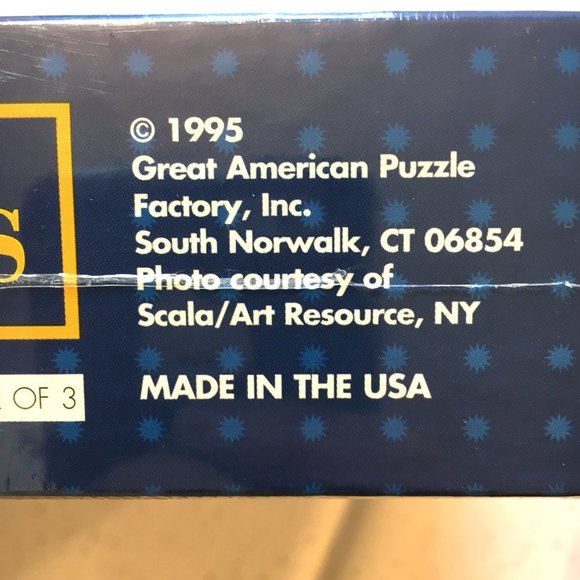 © 1995
Great American Puzzle
Factory, Inc.
South Norwalk, CT 06854
Photo courtesy of
Scala/Art Resource, NY
MADE IN THE USA
S
OF 3